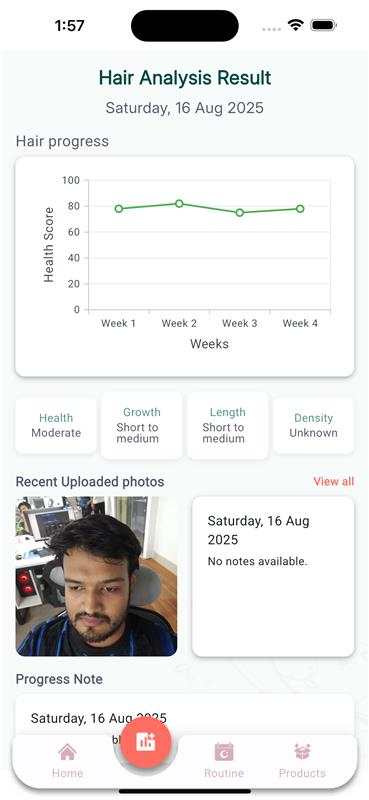 1:57
Hair Analysis Result
Saturday, 16 Aug 2025
Hair progress
100
80
60
40
20
0
Health Score
Week 1 Week 2 Week 3 Week 4
Weeks
Health
Moderate
Growth
Short to
medium
Length
Short to
medium
Density
Unknown
Recent Uploaded photos
View all
Saturday, 16 Aug
2025
No notes available.
Progress Note
Saturday, 16 Aug 2025
Home
Routine
Products